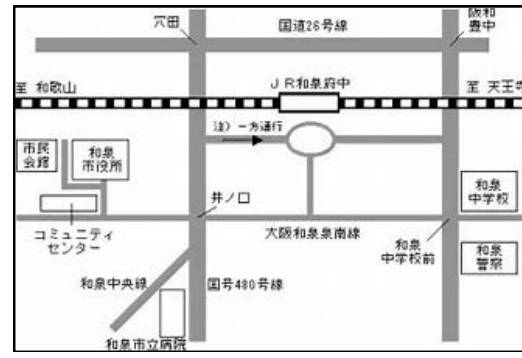 穴田
国道26号線
阪和
豊中
至 和歌山
JR和泉府中
至 天王寺
注) 一方通行
市民
会館
和泉
市役所
井ノ口
和泉
中学校
コミュニティ
センター
大阪和泉泉南線
和泉
中学校前
和泉
警察
和泉中央線
国号480号線
和泉市立病院